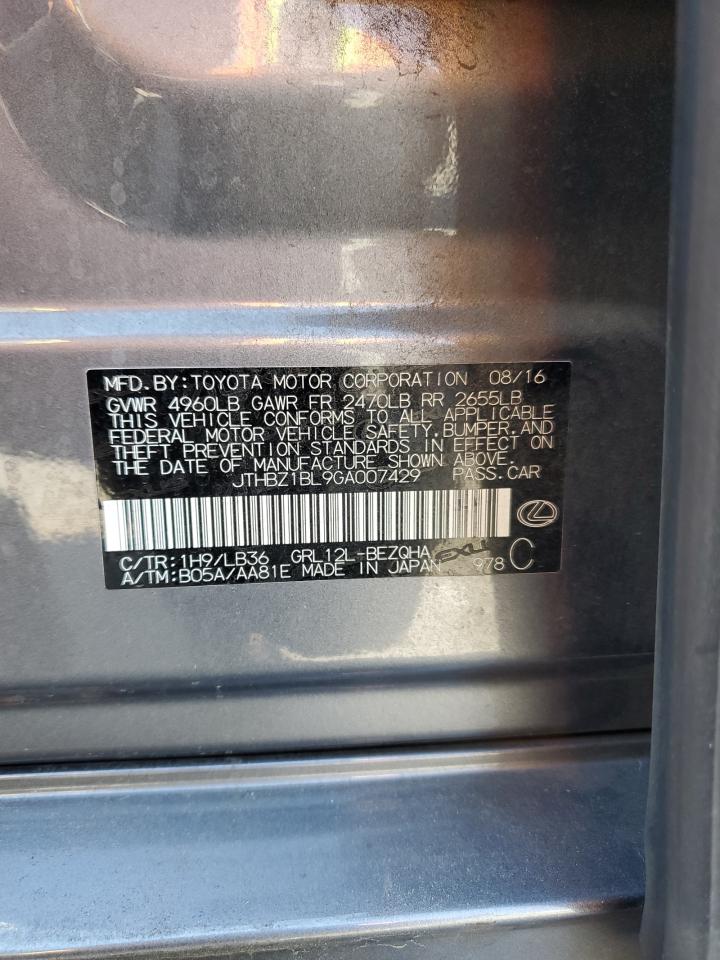 MFD.BY:TOYOTA MOTOR CORPORATION 08/16
GVWR 4960LB GAWR FR 2470LB RR 2655LB
THIS VEHICLE CONFORMS TO ALL APPLICABLE
FEDERAL MOTOR VEHICLE SAFETY, BUMPER, AND
THEFT PREVENTION STANDARDS IN EFFECT ON
THE DATE OF MANUFACTURE SHOWN ABOVE.
JTHBZ1BL9GA007429 PASS.CAR
C/TR:1H9/LB36 GRL12L-BEZQHA
A/TM:B05A/AA81E MADE IN JAPAN 978 C